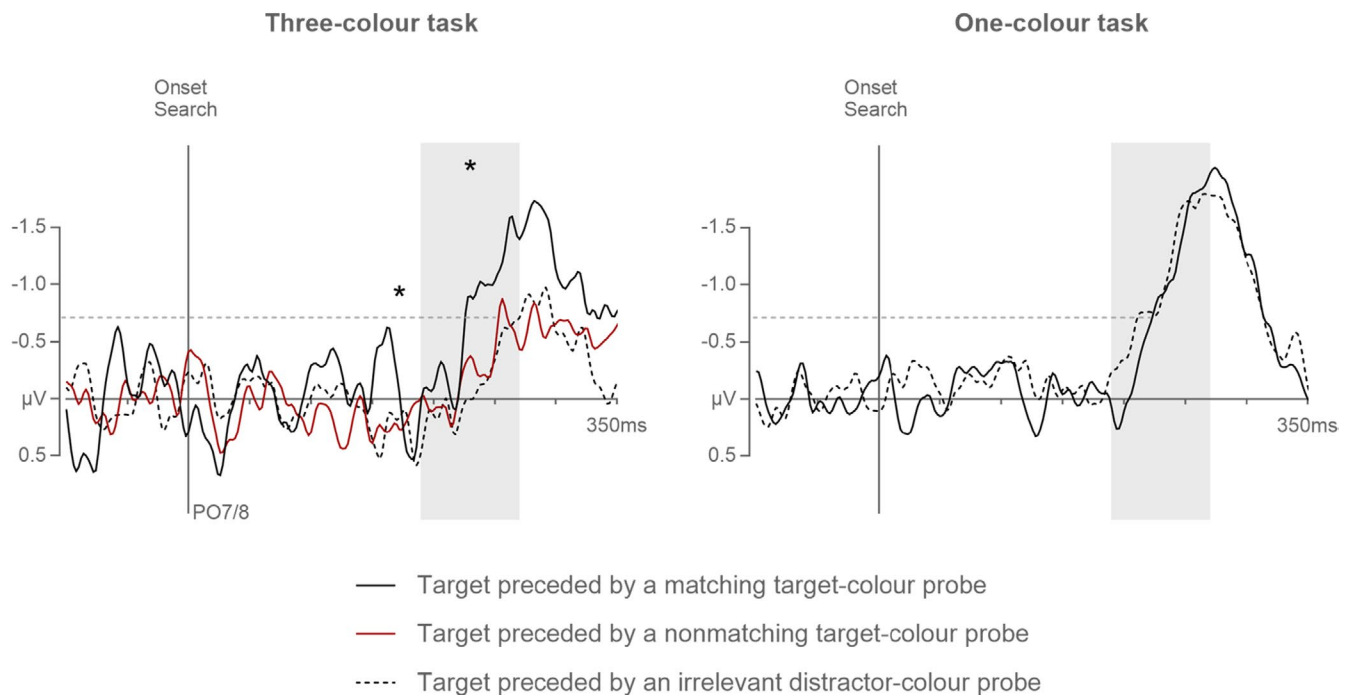 Three-colour task
One-colour task
Onset
Search
Onset
Search
*
*
-1.5
-1.0
-0.5
µV
0.5
350ms
PO7/8
-1.5
-1.0
-0.5
µV
0.5
350ms
Target preceded by a matching target-colour probe
Target preceded by a nonmatching target-colour probe
Target preceded by an irrelevant distractor-colour probe